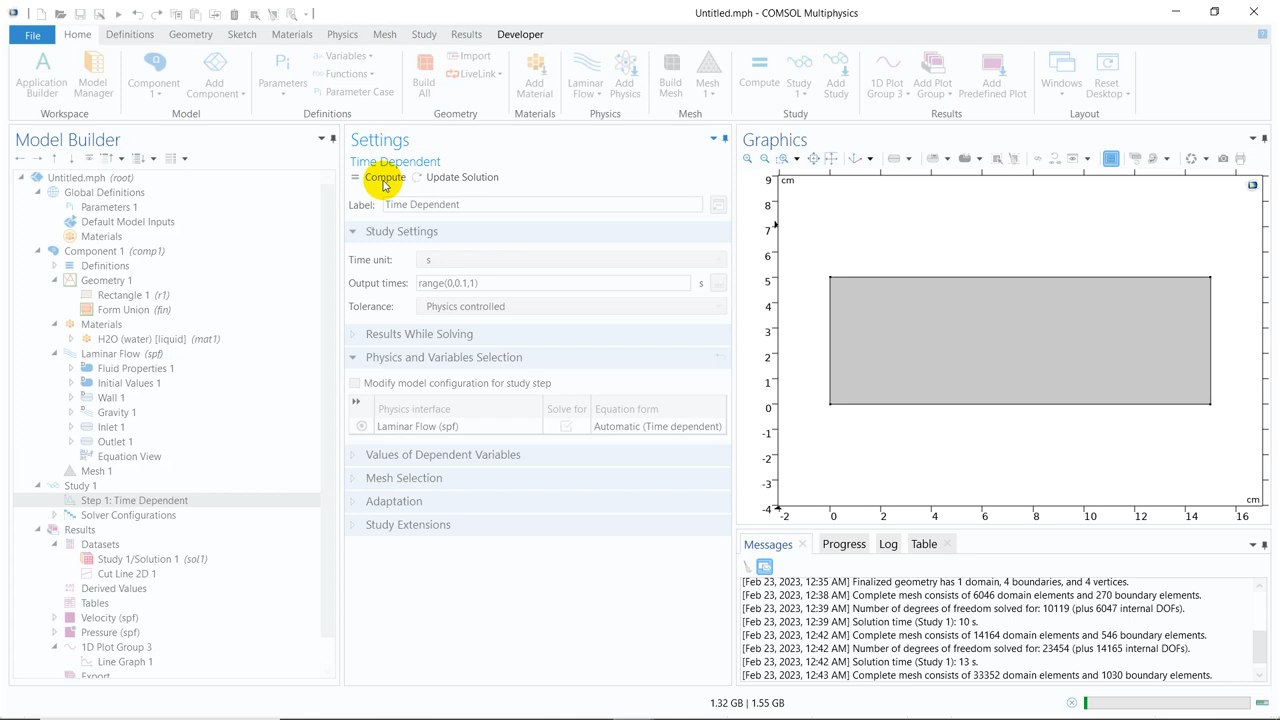 Untitled.mph - COMSOL Multiphysics
File Home Definitions Geometry Sketch Materials Physics Mesh Study Results Developer
Application Builder
Model Manager
Workspace
Component 1
Add Component
Model
Pi
Parameters
Variables
Functions
Parameter Case
Definitions
Build All
Import
LiveLink
Geometry
Add Material
Materials
Laminar Flow
Add Physics
Physics
Build Mesh
Mesh 1
Mesh
Compute
Study 1
Add Study
Study
1D Plot Group 3
Add Plot Group
Add Predefined Plot
Results
Windows
Reset Desktop
Layout
Model Builder
Untitled.mph (root)
Global Definitions
Parameters 1
Default Model Inputs
Materials
Component 1 (comp1)
Definitions
Geometry 1
Rectangle 1 (r1)
Form Union (fin)
Materials
H2O (water) [liquid] (mat1)
Laminar Flow (spf)
Fluid Properties 1
Initial Values 1
Wall 1
Gravity 1
Inlet 1
Outlet 1
Equation View
Mesh 1
Study 1
Step 1: Time Dependent
Solver Configurations
Results
Datasets
Study 1/Solution 1 (sol1)
Cut Line 2D 1
Derived Values
Tables
Velocity (spf)
Pressure (spf)
1D Plot Group 3
Line Graph 1
Export
Settings
Time Dependent
Compute Update Solution
Label: Time Dependent
Study Settings
Time unit: s
Output times: range(0,0.1,1) s
Tolerance: Physics controlled
Results While Solving
Physics and Variables Selection
Modify model configuration for study step
Physics interface Solve for Equation form
Laminar Flow (spf) Automatic (Time dependent)
Values of Dependent Variables
Mesh Selection
Adaptation
Study Extensions
Graphics
cm
9
8
7
6
5
4
3
2
1
0
-1
-2
-3
-4
cm
-2 0 2 4 6 8 10 12 14 16
Messages Progress Log Table
[Feb 23, 2023, 12:35 AM] Finalized geometry has 1 domain, 4 boundaries, and 4 vertices.
[Feb 23, 2023, 12:38 AM] Complete mesh consists of 6046 domain elements and 270 boundary elements.
[Feb 23, 2023, 12:39 AM] Number of degrees of freedom solved for: 10119 (plus 6047 internal DOFs).
[Feb 23, 2023, 12:39 AM] Solution time (Study 1): 10 s.
[Feb 23, 2023, 12:42 AM] Complete mesh consists of 14164 domain elements and 546 boundary elements.
[Feb 23, 2023, 12:42 AM] Number of degrees of freedom solved for: 23454 (plus 14165 internal DOFs).
[Feb 23, 2023, 12:42 AM] Solution time (Study 1): 13 s.
[Feb 23, 2023, 12:43 AM] Complete mesh consists of 33352 domain elements and 1030 boundary elements.
1.32 GB | 1.55 GB